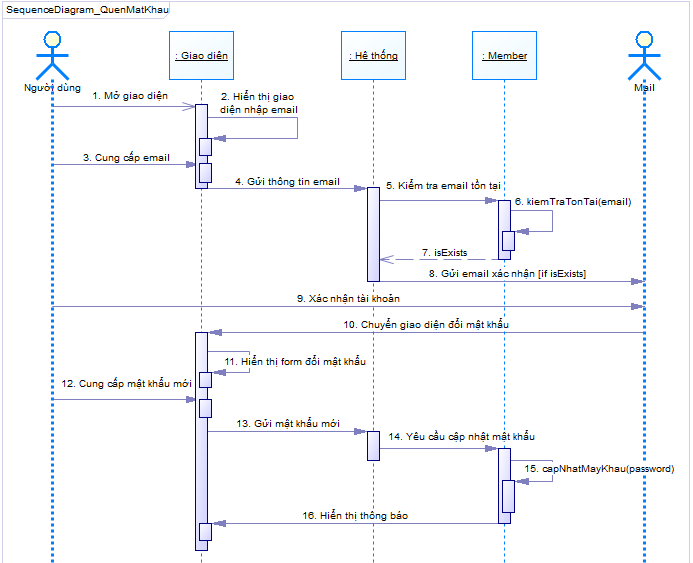 SequenceDiagram_QuenMatKhau
: Giao diên
: Hê thống
: Member
Người dùng
Mail
1. Mở giao diện
2. Hiển thị giao
diện nhập email
3. Cung cấp email
4. Gửi thông tin email
5. Kiểm tra email tồn tại
6. kiemTraTonTai(email)
7. isExists
8. Gửi email xác nhận [if isExists]
9. Xác nhận tài khoản
10. Chuyển giao diện đổi mật khẩu
11. Hiển thị form đổi mật khẩu
12. Cung cấp mật khẩu mới
13. Gửi mật khẩu mới
14. Yêu cầu cập nhật mật khẩu
15. capNhatMayKhau(password)
16. Hiển thị thông báo